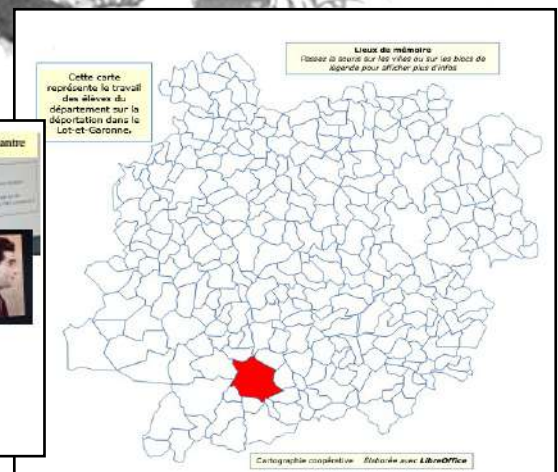 Lieux de mémoire
Passez la souris sur les villes ou sur les blocs de
légende pour afficher plus d'infos
Cette carte
représente le travail
des élèves du
département sur la
déportation dans le
Lot-et-Garonne.
antre
Cartographie coopérative Élaborée avec LibreOffice